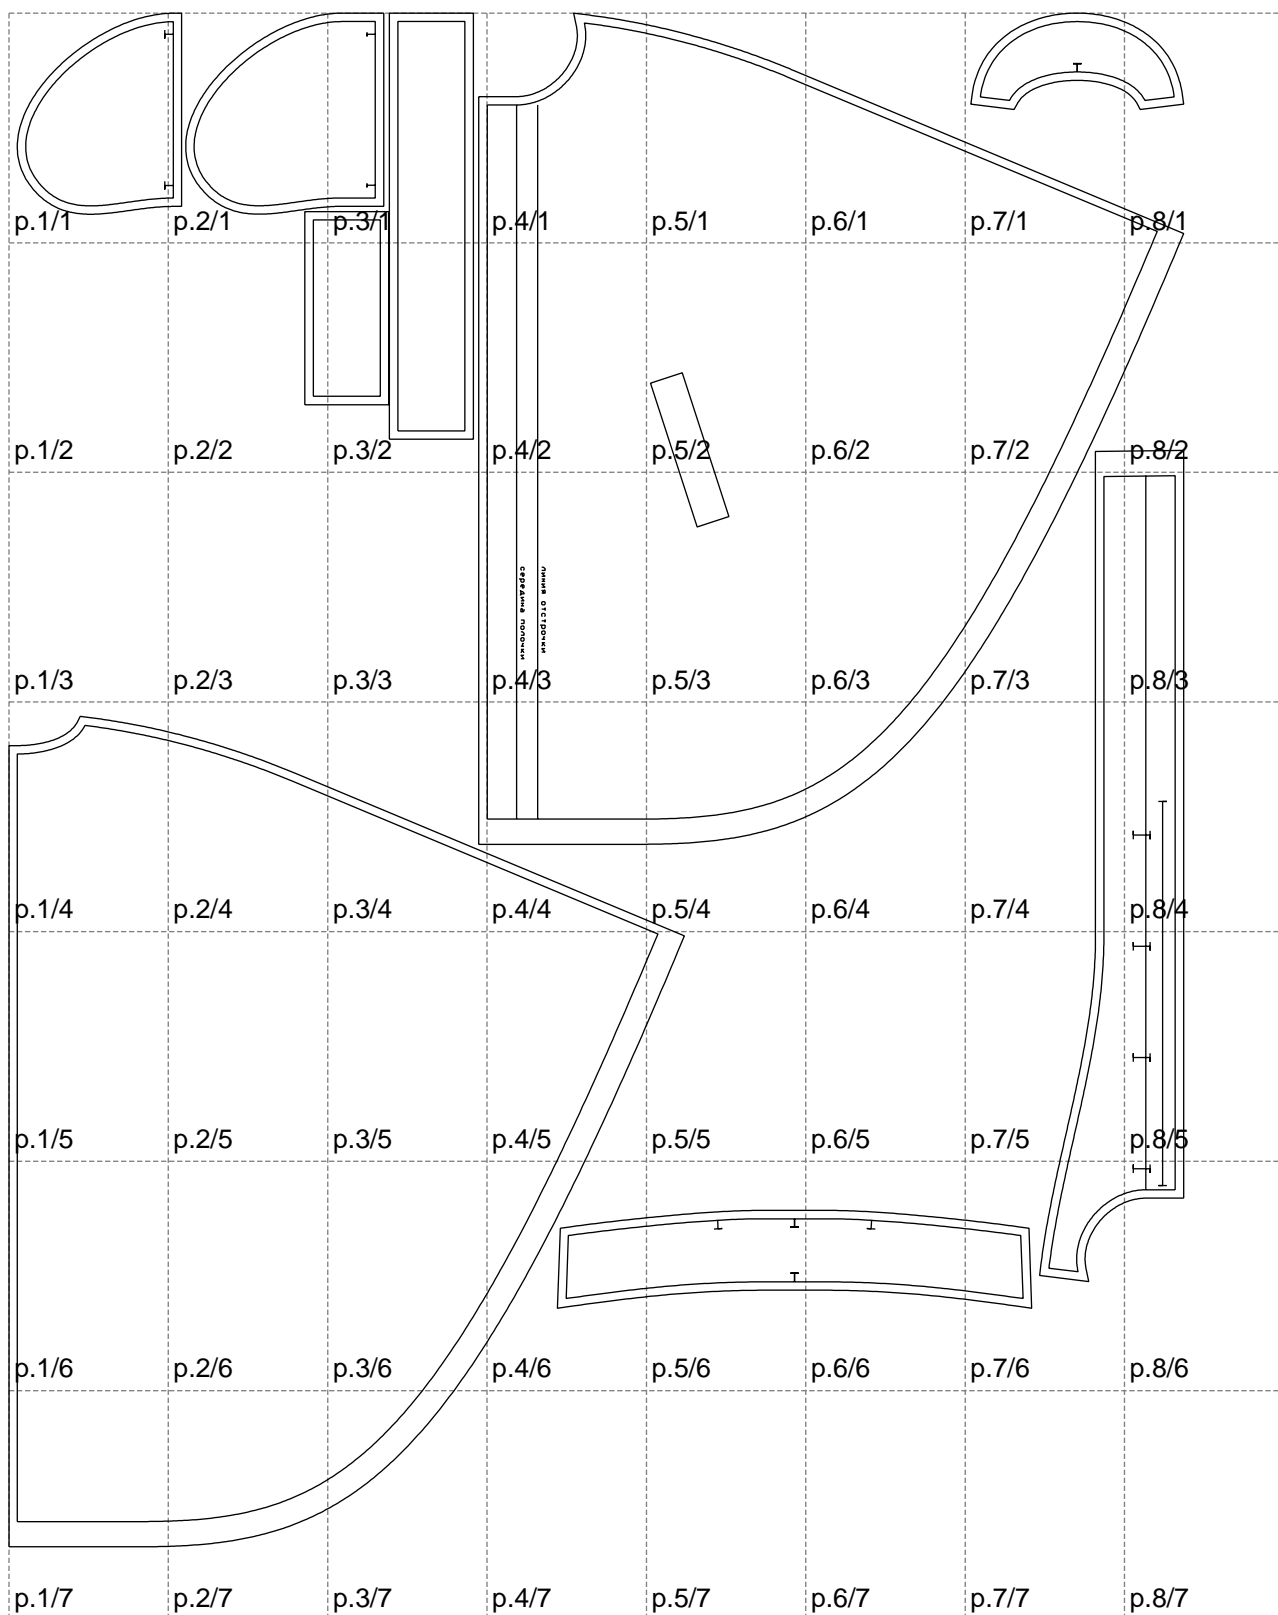 p.1/1 p.2/1 p.3/1 p.4/1 p.5/1 p.6/1 p.7/1 p.8/1
p.1/2 p.2/2 p.3/2 p.4/2 p.5/2 p.6/2 p.7/2 p.8/2
линия отстрочки
середина полочки
p.1/3 p.2/3 p.3/3 p.4/3 p.5/3 p.6/3 p.7/3 p.8/3
p.1/4 p.2/4 p.3/4 p.4/4 p.5/4 p.6/4 p.7/4 p.8/4
p.1/5 p.2/5 p.3/5 p.4/5 p.5/5 p.6/5 p.7/5 p.8/5
p.1/6 p.2/6 p.3/6 p.4/6 p.5/6 p.6/6 p.7/6 p.8/6
p.1/7 p.2/7 p.3/7 p.4/7 p.5/7 p.6/7 p.7/7 p.8/7